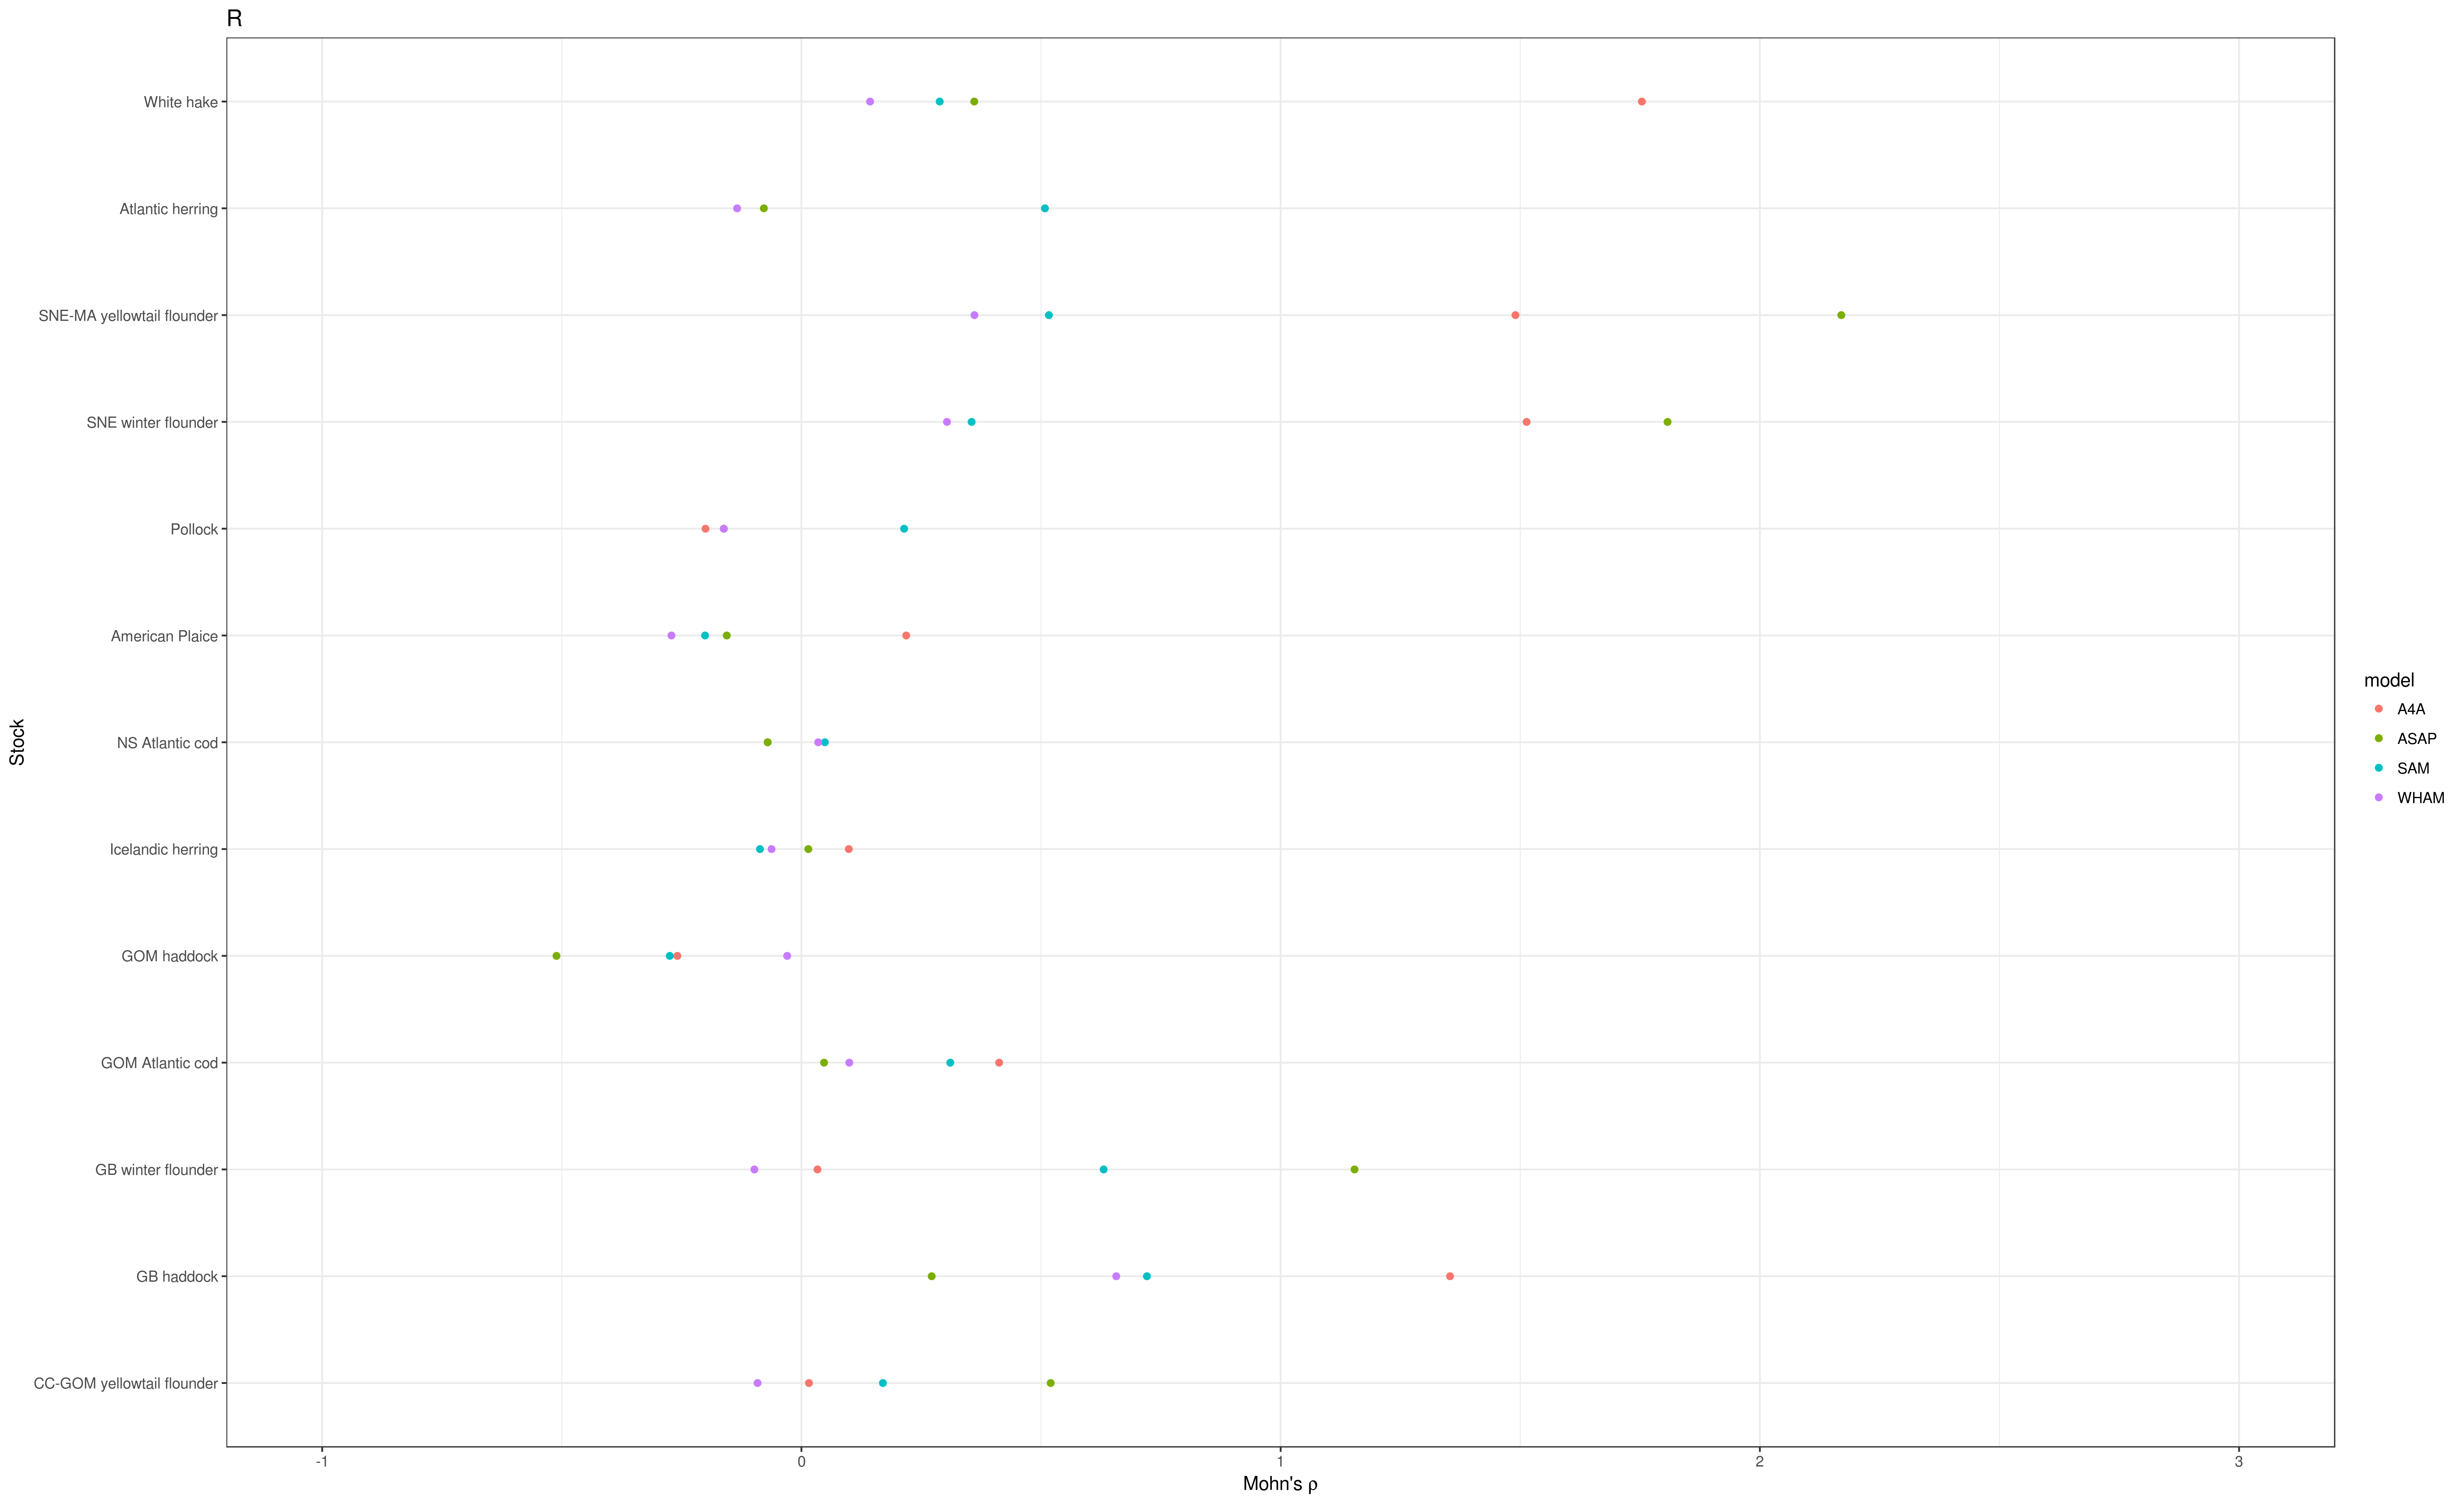 R
White hake
Atlantic herring
SNE-MA yellowtail flounder
SNE winter flounder
Pollock
American Plaice
NS Atlantic cod
Icelandic herring
GOM haddock
GOM Atlantic cod
GB winter flounder
GB haddock
CC-GOM yellowtail flounder
Stock
-1 0 1 2 3
Mohn's ρ
model
A4A
ASAP
SAM
WHAM